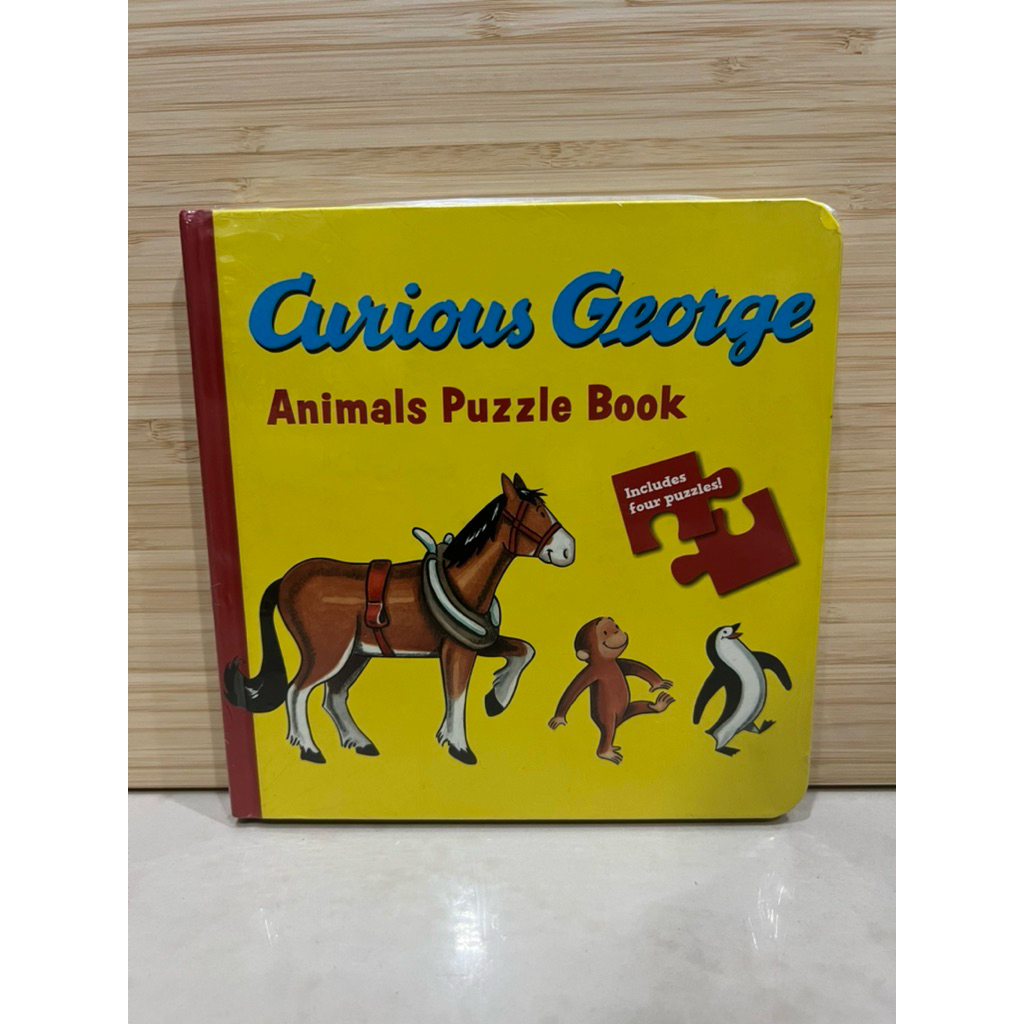 Curious George
Animals Puzzle Book
Includes
four puzzles!